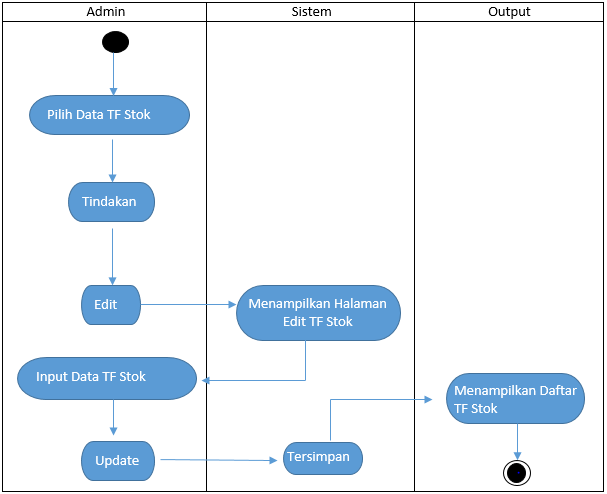 Admin
Sistem
Output
Pilih Data TF Stok
Tindakan
Edit
Menampilkan Halaman
Edit TF Stok
Input Data TF Stok
Menampilkan Daftar
TF Stok
Update
Tersimpan